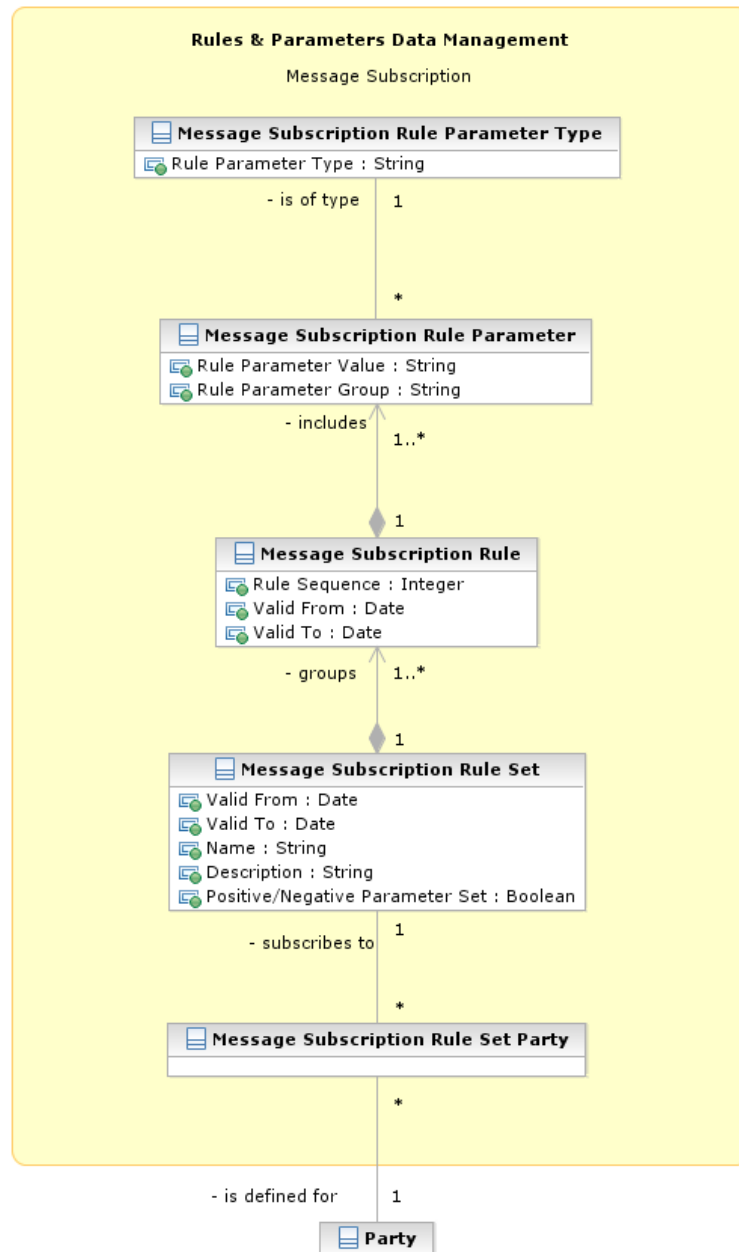 Rules & Parameters Data Management
Message Subscription
Message Subscription Rule Parameter Type
Rule Parameter Type : String
- is of type
1
*
Message Subscription Rule Parameter
Rule Parameter Value : String
Rule Parameter Group : String
- includes
1..*
1
Message Subscription Rule
Rule Sequence : Integer
Valid From : Date
Valid To : Date
- groups
1..*
1
Message Subscription Rule Set
Valid From : Date
Valid To : Date
Name : String
Description : String
Positive/Negative Parameter Set : Boolean
1
- subscribes to
*
Message Subscription Rule Set Party
*
- is defined for
1
Party